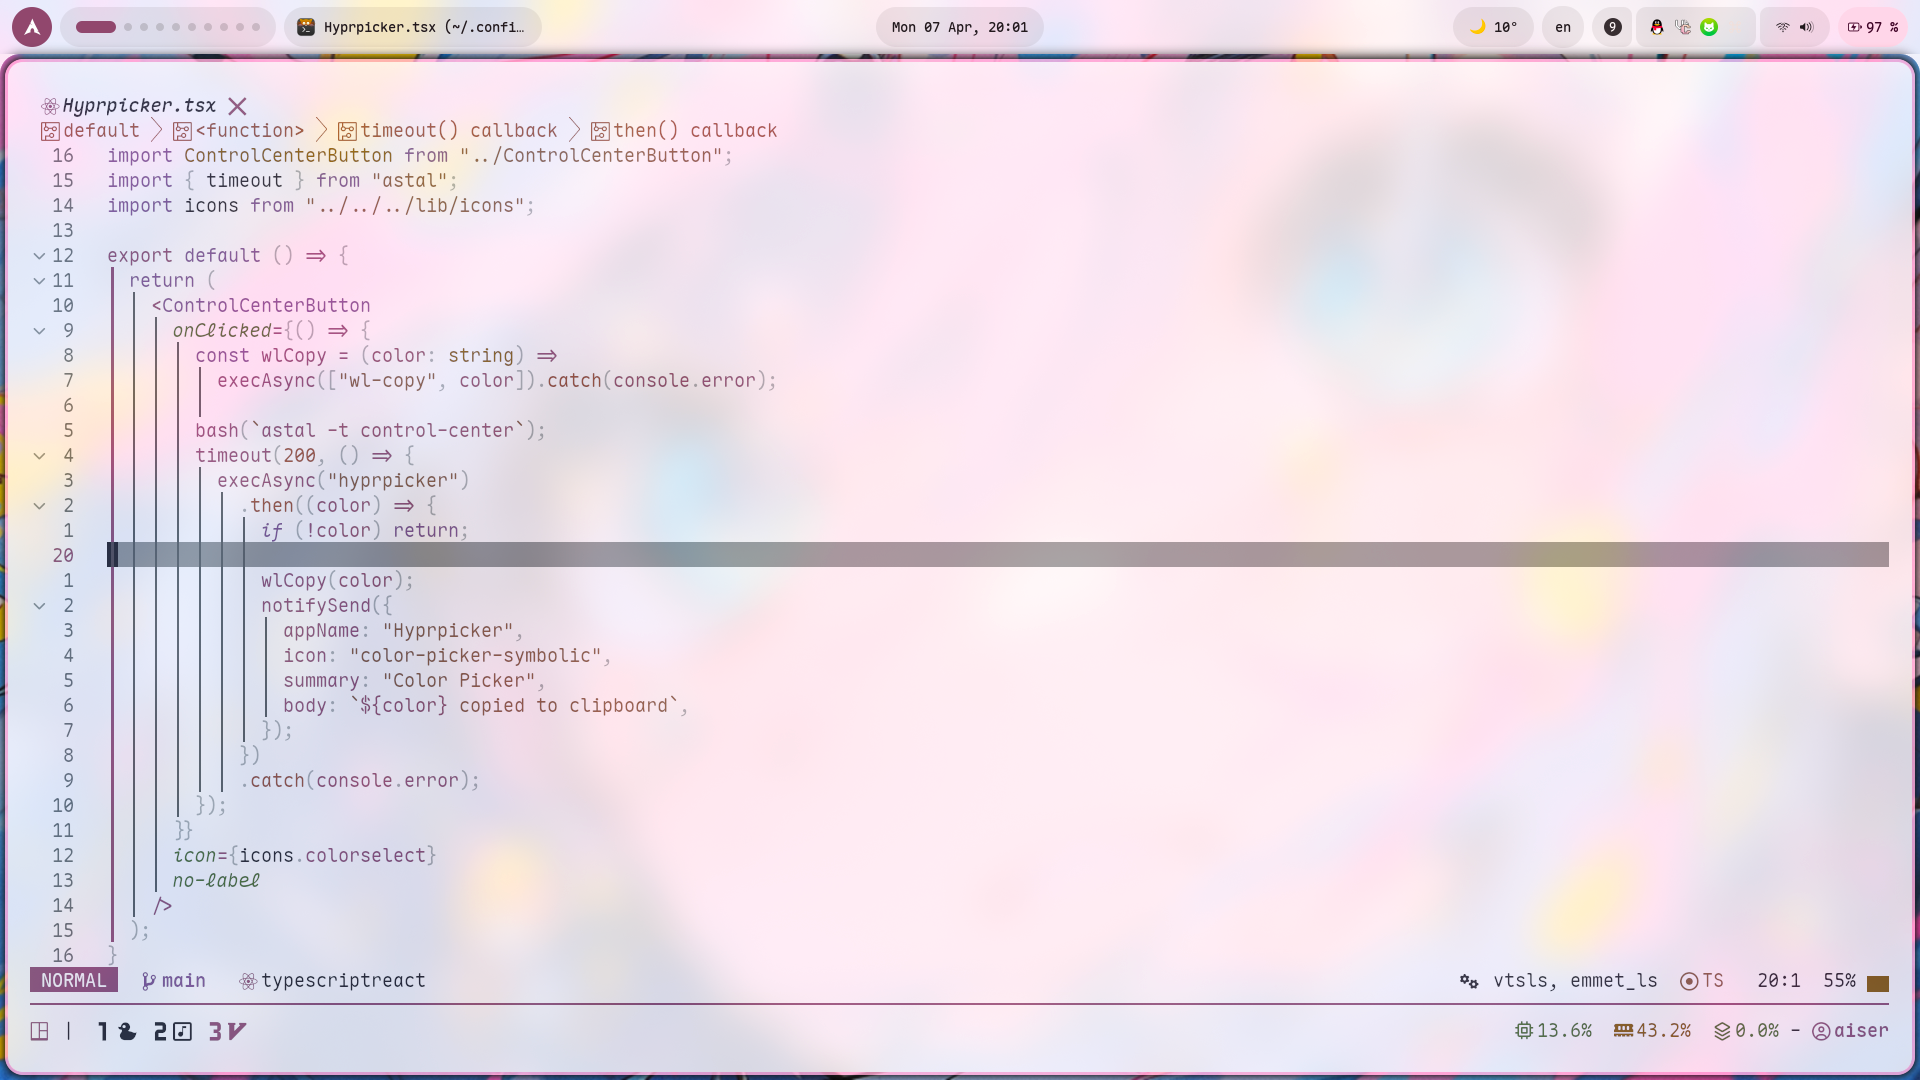 Hyprpicker.tsx (~/.confi…
Mon 07 Apr, 20:01
10°
en
9
97 %
Hyprpicker.tsx
default <function> timeout() callback then() callback
16 import ControlCenterButton from "../ControlCenterButton";
15 import { timeout } from "astal";
14 import icons from "../../../lib/icons";
13
12 export default () => {
11 return (
10 <ControlCenterButton
9 onClicked={() => {
8 const wlCopy = (color: string) =>
7 execAsync(["wl-copy", color]).catch(console.error);
6
5 bash(`astal -t control-center`);
4 timeout(200, () => {
3 execAsync("hyprpicker")
2 .then((color) => {
1 if (!color) return;
20
1 wlCopy(color);
2 notifySend({
3 appName: "Hyprpicker",
4 icon: "color-picker-symbolic",
5 summary: "Color Picker",
6 body: `${color} copied to clipboard`,
7 });
8 })
9 .catch(console.error);
10 });
11 }}
12 icon={icons.colorselect}
13 no-label
14 />
15 );
16 }
NORMAL main typescriptreact vtsls, emmet_ls TS 20:1 55%
| 1 2 3 13.6% 43.2% 0.0% - aiser